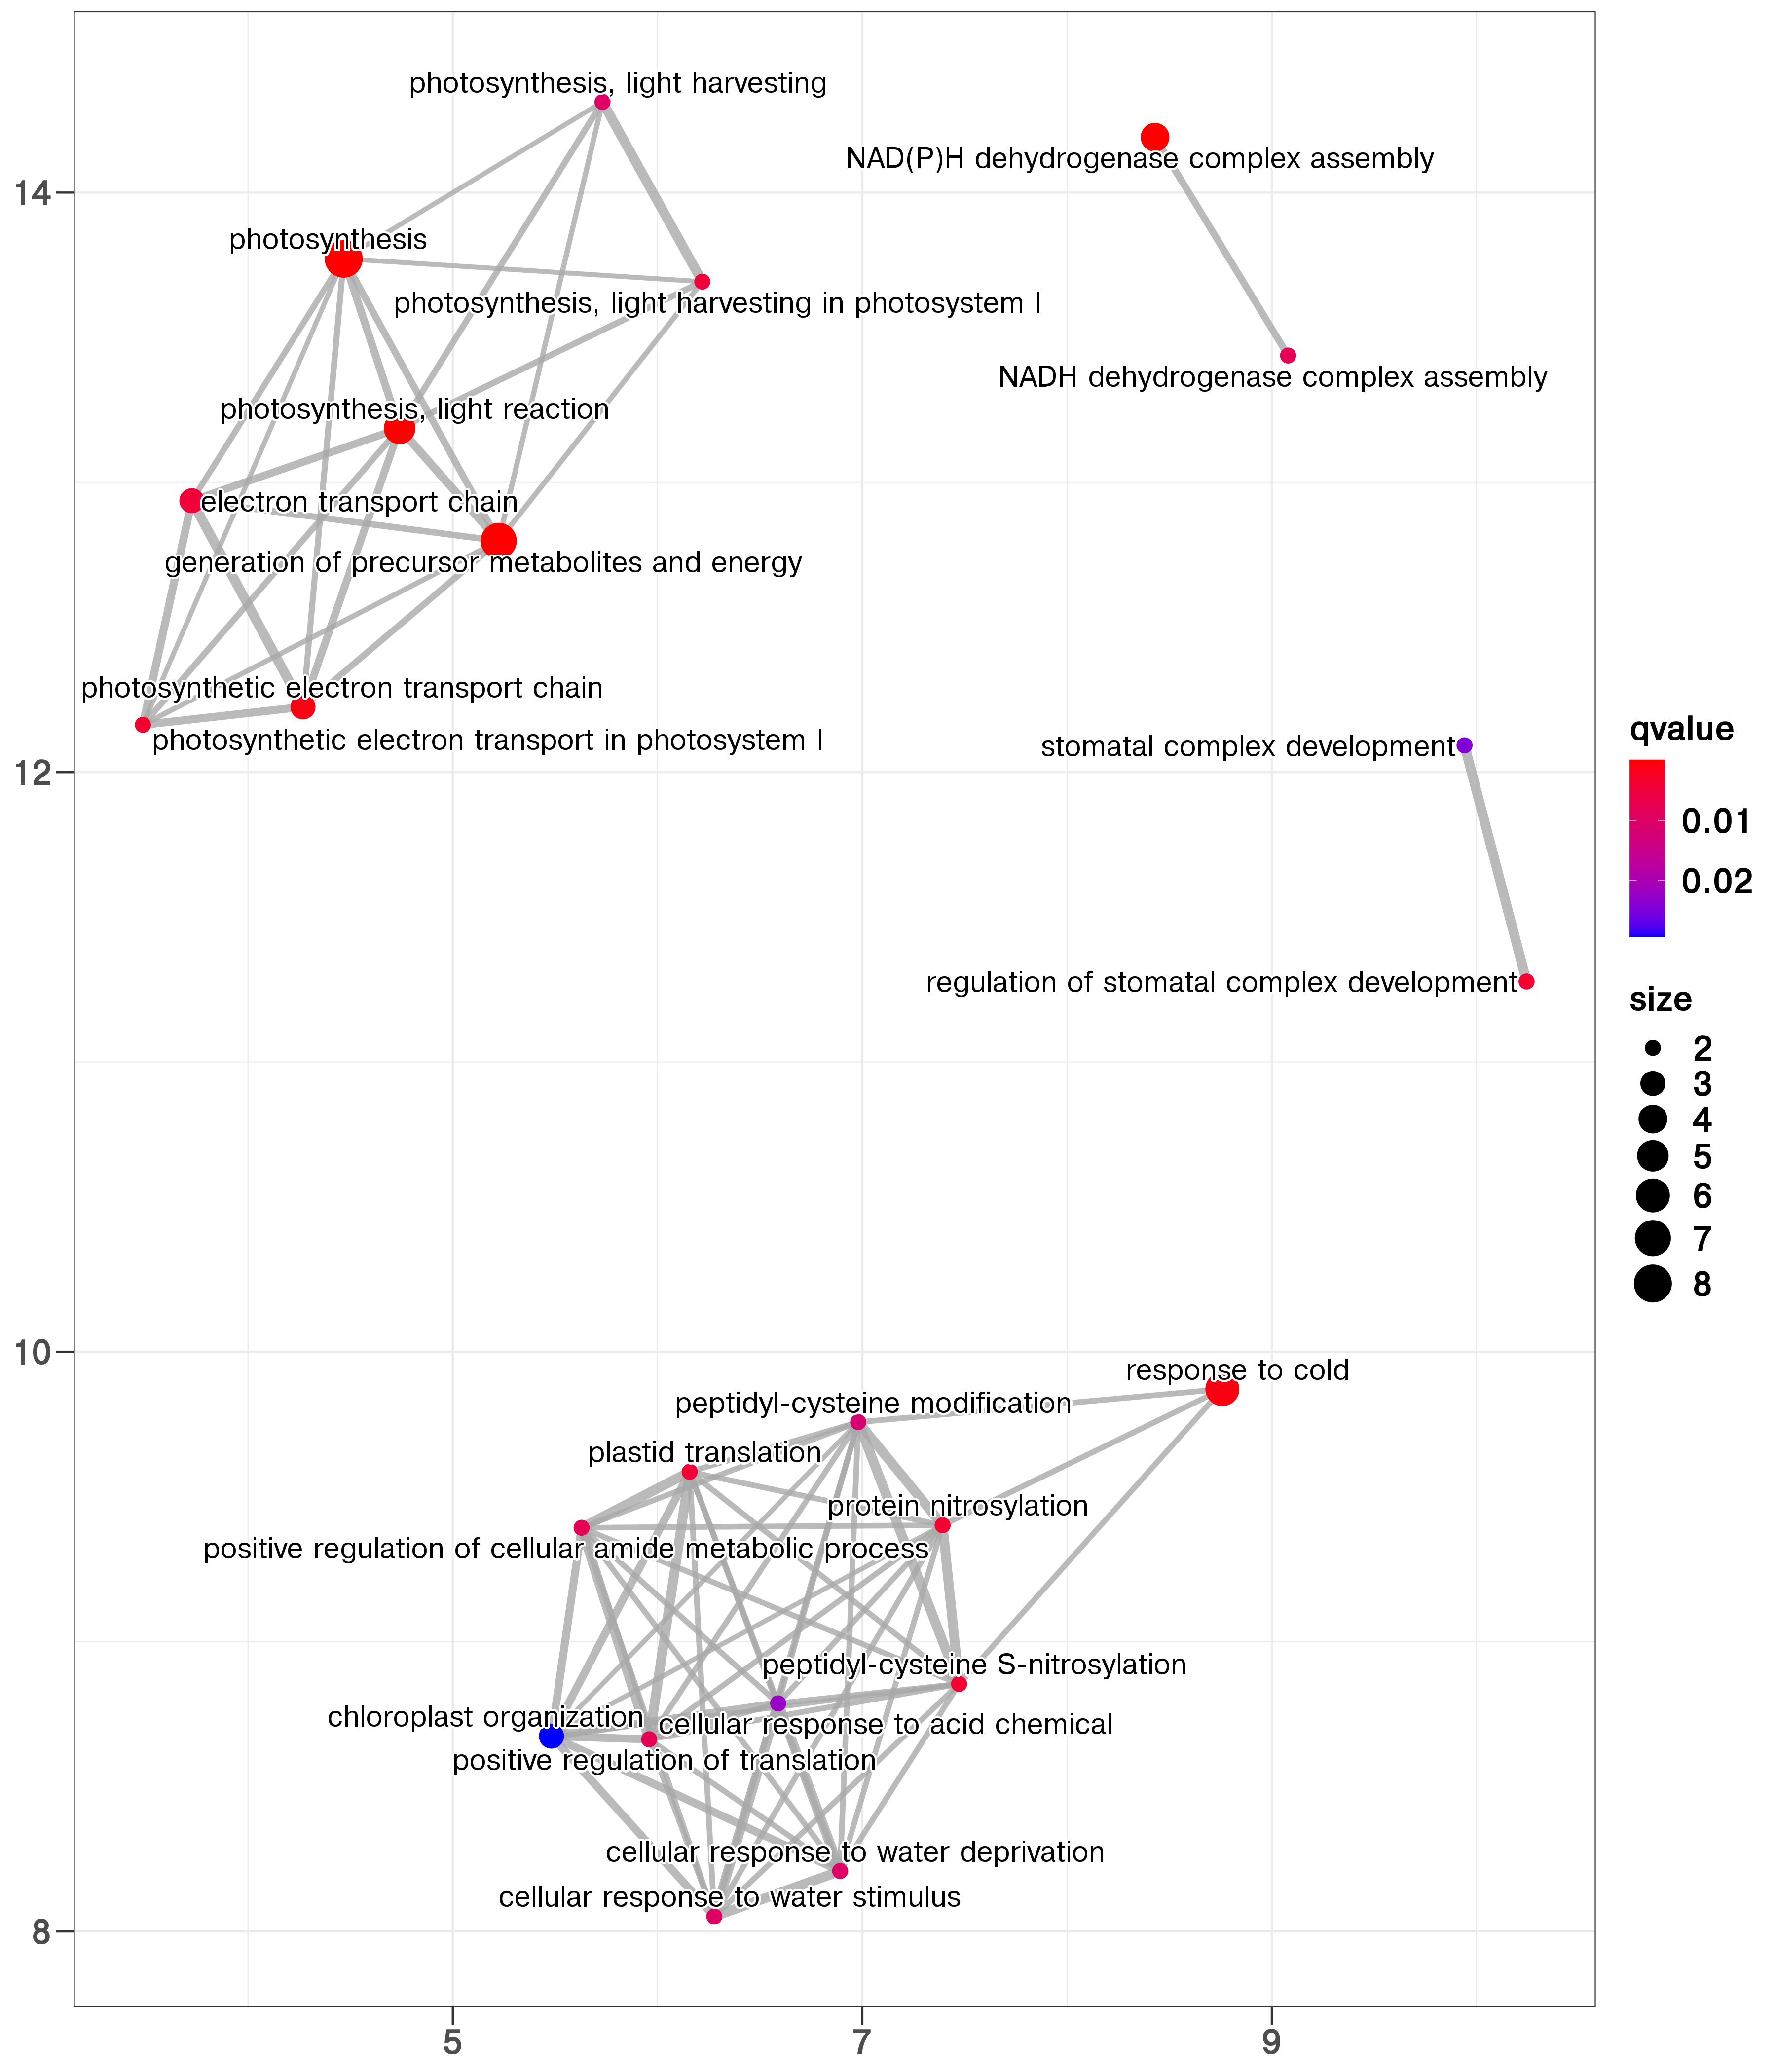 photosynthesis, light harvesting
NAD(P)H dehydrogenase complex assembly
14
photosynthesis
photosynthesis, light harvesting in photosystem I
NADH dehydrogenase complex assembly
photosynthesis, light reaction
electron transport chain
generation of precursor metabolites and energy
photosynthetic electron transport chain
photosynthetic electron transport in photosystem I
12
stomatal complex development
regulation of stomatal complex development
qvalue
0.01
0.02
size
2
3
4
5
6
7
8
10
response to cold
peptidyl-cysteine modification
plastid translation
protein nitrosylation
positive regulation of cellular amide metabolic process
peptidyl-cysteine S-nitrosylation
chloroplast organization
cellular response to acid chemical
positive regulation of translation
cellular response to water deprivation
cellular response to water stimulus
8
5
7
9